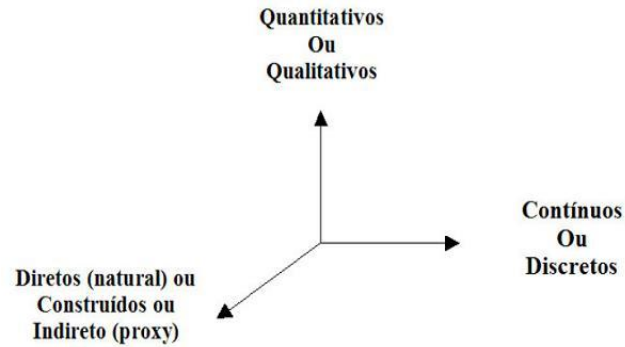 Quantitativos
Ou
Qualitativos
Contínuos
Ou
Discretos
Diretos (natural) ou
Construídos ou
Indireto (proxy)